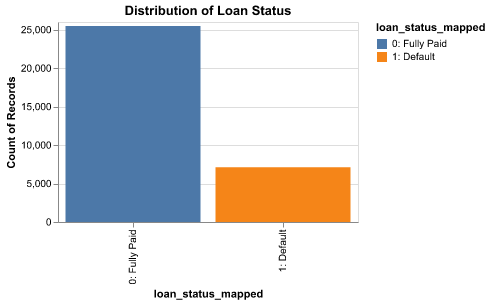 Distribution of Loan Status
loan_status_mapped
0: Fully Paid
1: Default
Count of Records
25,000
20,000
15,000
10,000
5,000
0
0: Fully Paid
1: Default
loan_status_mapped